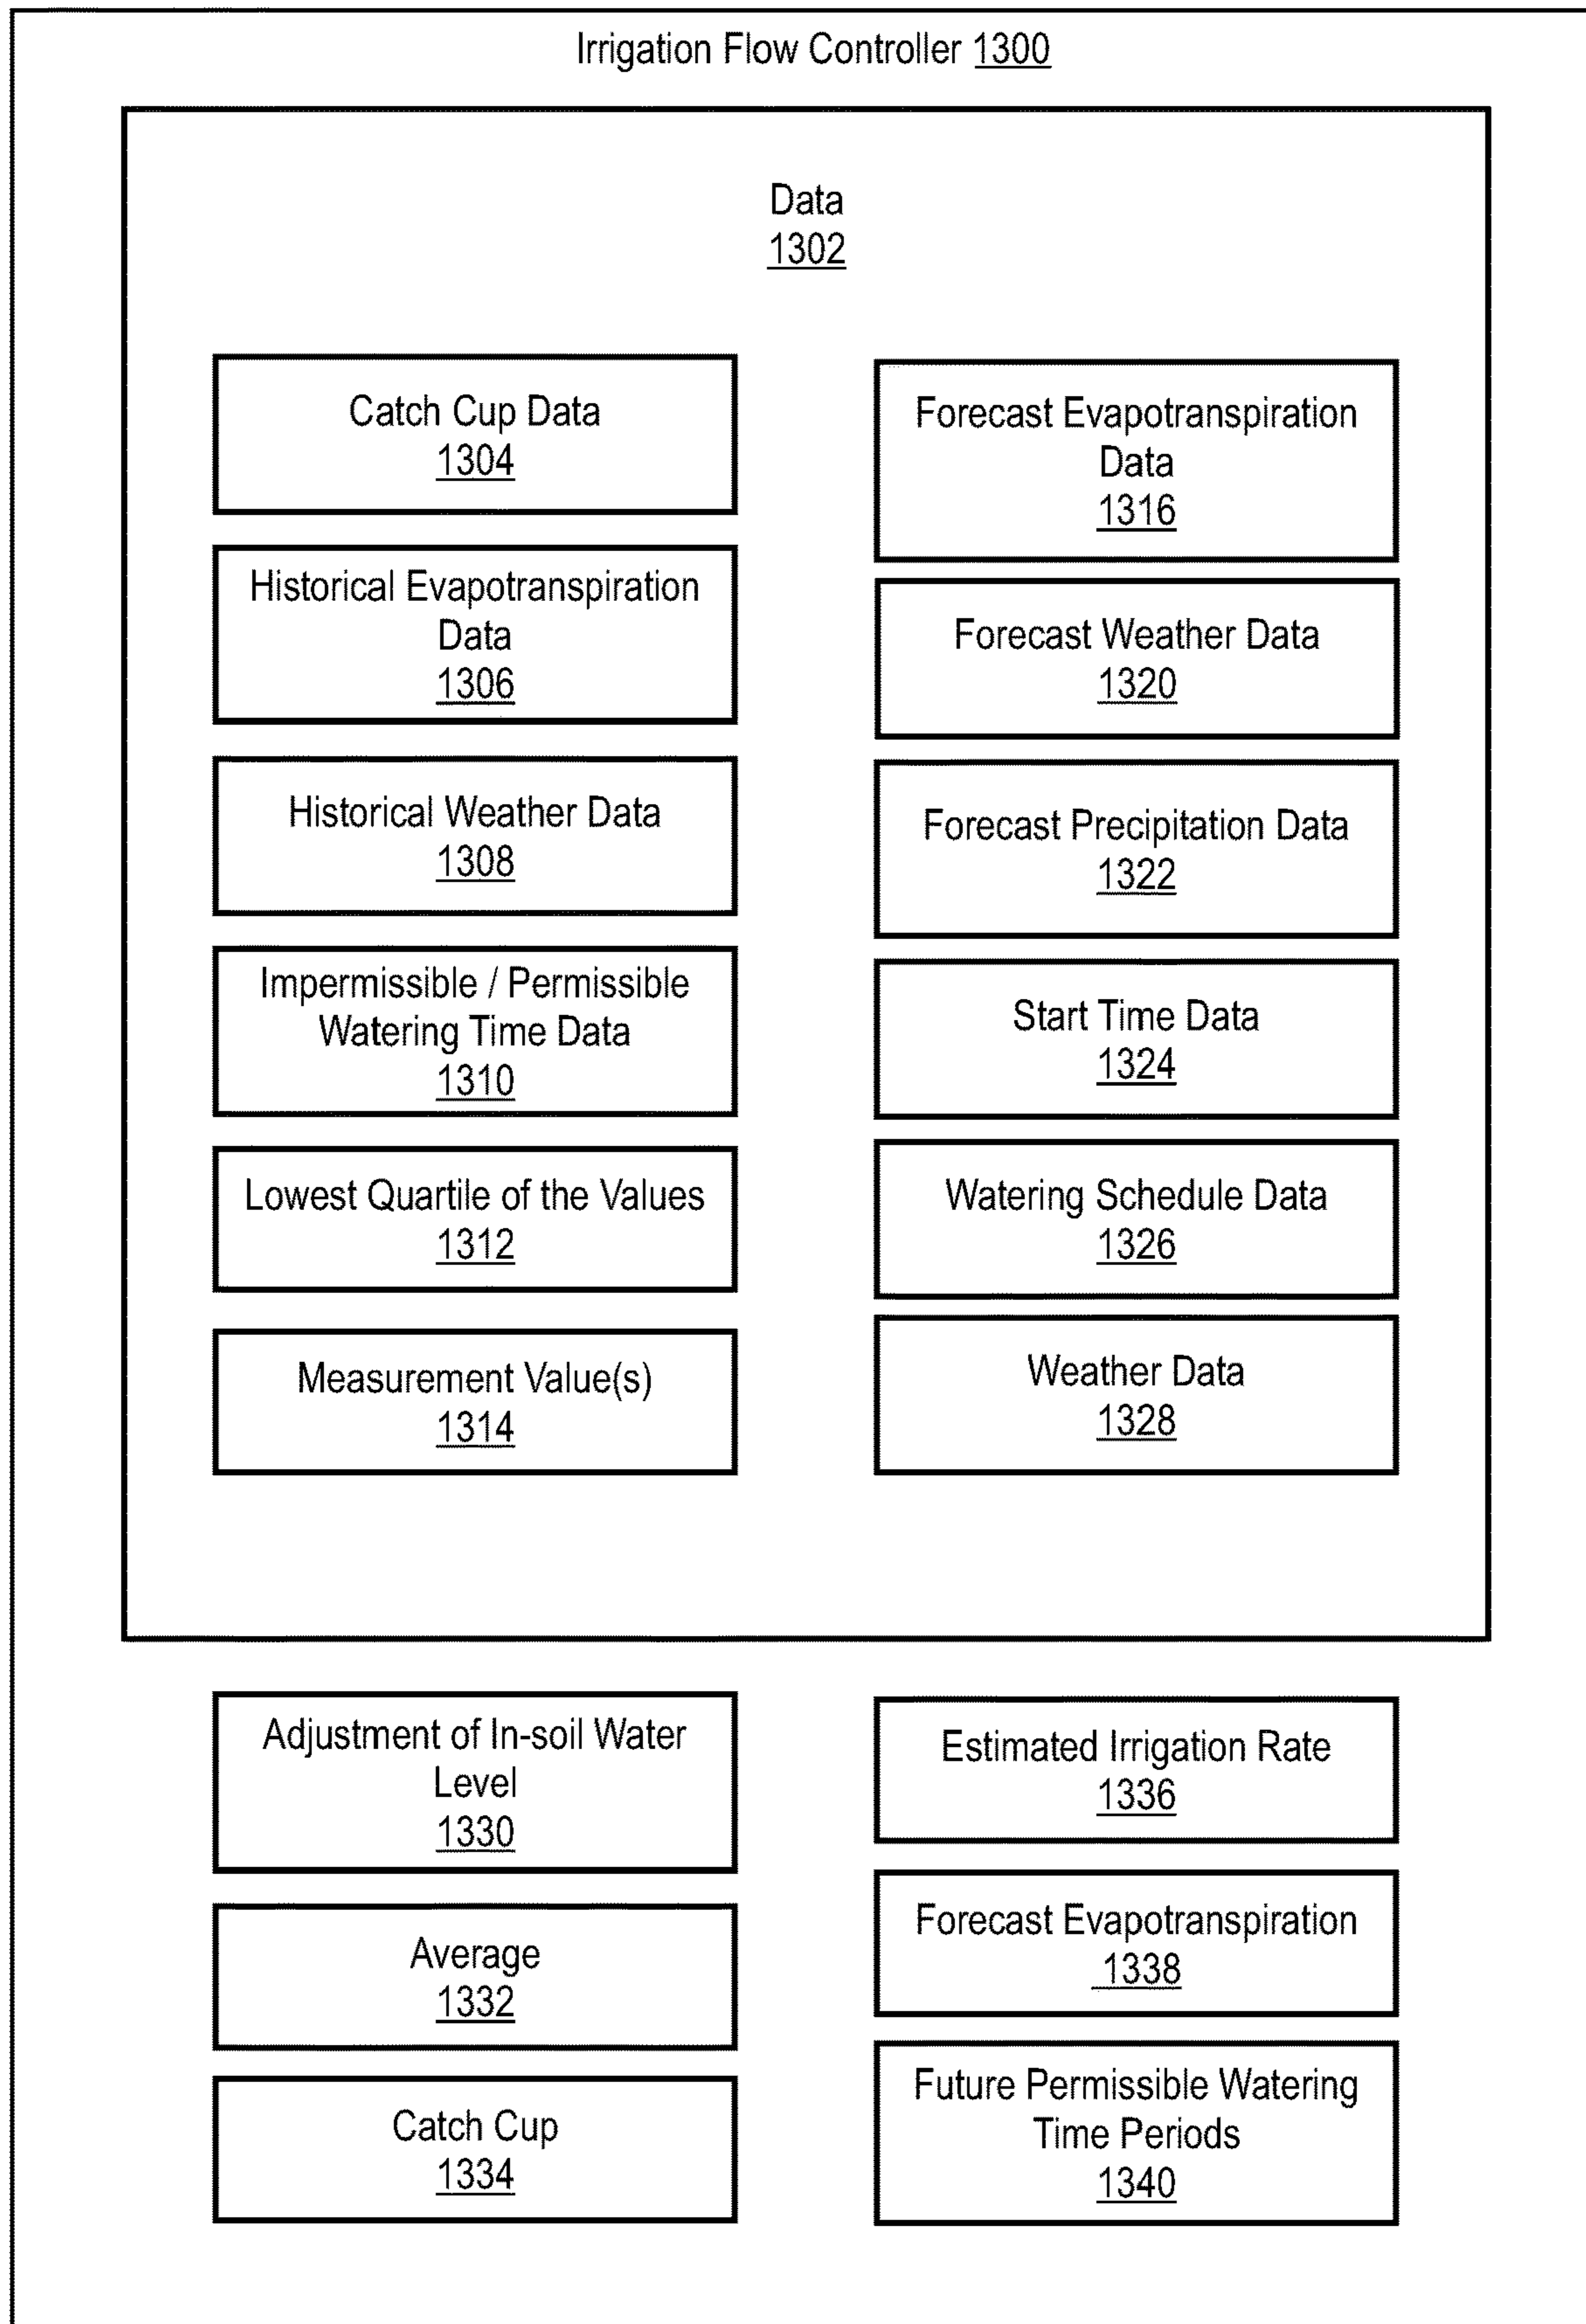 Irrigation Flow Controller 1300
Data
1302
Catch Cup Data
1304
Historical Evapotranspiration
Data
1306
Historical Weather Data
1308
Impermissible / Permissible
Watering Time Data
1310
Lowest Quartile of the Values
1312
Measurement Value(s)
1314
Forecast Evapotranspiration
Data
1316
Forecast Weather Data
1320
Forecast Precipitation Data
1322
Start Time Data
1324
Watering Schedule Data
1326
Weather Data
1328
Adjustment of In-soil Water
Level
1330
Average
1332
Catch Cup
1334
Estimated Irrigation Rate
1336
Forecast Evapotranspiration
1338
Future Permissible Watering
Time Periods
1340